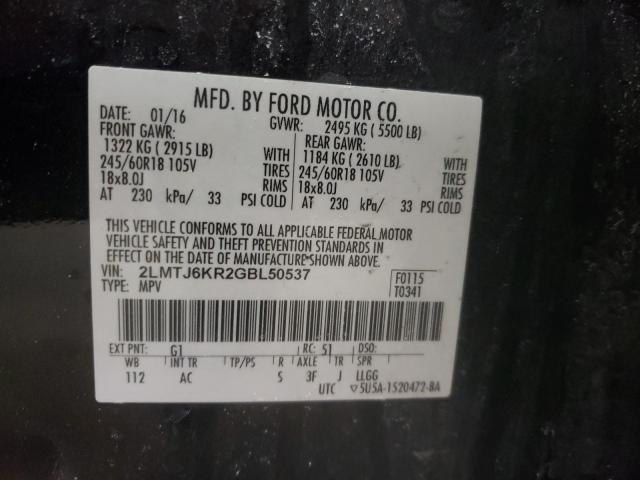 MFD. BY FORD MOTOR CO.
DATE: 01/16 GVWR: 2495 KG ( 5500 LB)
FRONT GAWR: REAR GAWR:
1322 KG ( 2915 LB) 1184 KG ( 2610 LB)
245/60R18 105V TIRES 245/60R18 105V TIRES
18x8.0J RIMS 18x8.0J RIMS
AT 230 kPa/ 33 PSI COLD AT 230 kPa/ 33 PSI COLD
THIS VEHICLE CONFORMS TO ALL APPLICABLE FEDERAL MOTOR
VEHICLE SAFETY AND THEFT PREVENTION STANDARDS IN
EFFECT ON THE DATE OF MANUFACTURE SHOWN ABOVE.
VIN: 2LMTJ6KR2GBL50537 F0115
TYPE: MPV T0341
EXT PNT: G1 RC: 51 DSO:
WB INT TR TP/PS R AXLE TR SPR
112 AC S 3F J LLGG
UTC ▽5U5A-1520472-BA